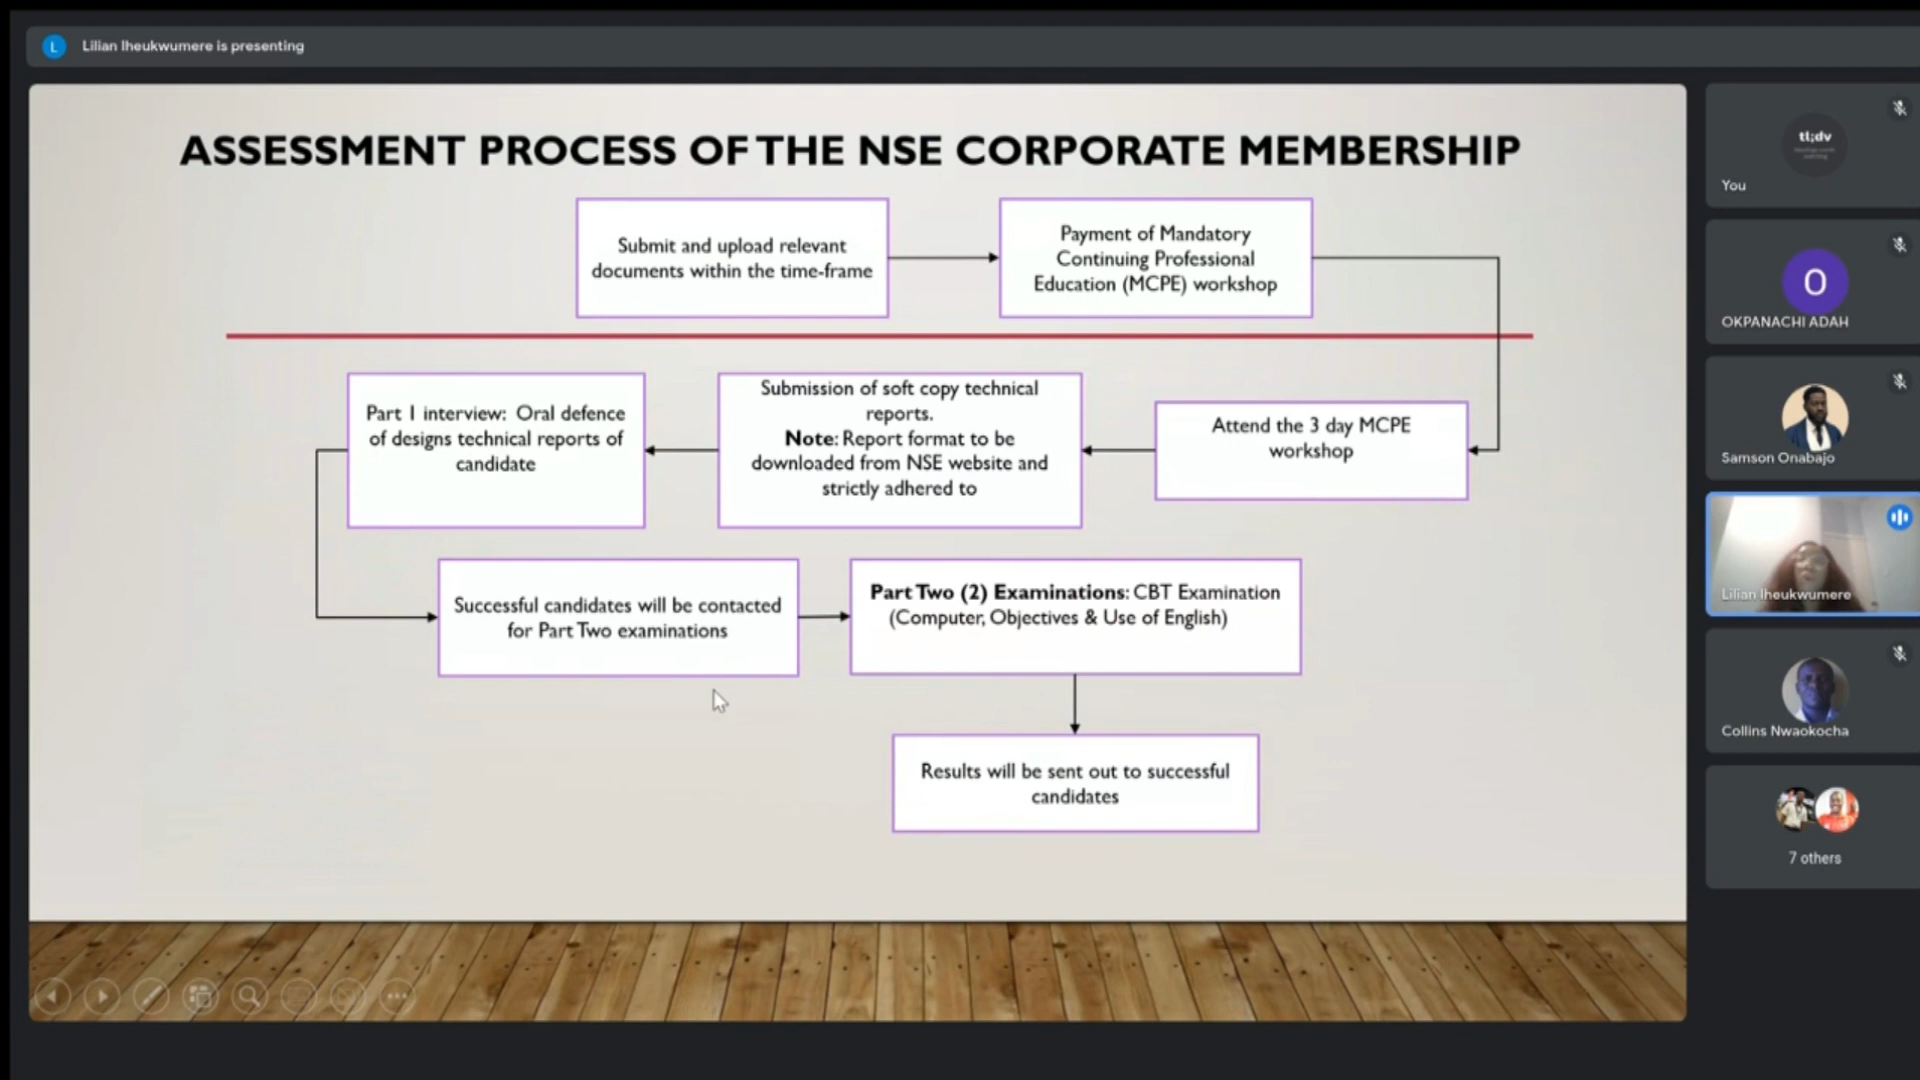 L
Lilian Iheukwumere is presenting
ASSESSMENT PROCESS OF THE NSE CORPORATE MEMBERSHIP
Submit and upload relevant
documents within the time-frame
Payment of Mandatory
Continuing Professional
Education (MCPE) workshop
Attend the 3 day MCPE
workshop
Submission of soft copy technical
reports.
Note: Report format to be
downloaded from NSE website and
strictly adhered to
Part 1 interview: Oral defence
of designs technical reports of
candidate
Successful candidates will be contacted
for Part Two examinations
Part Two (2) Examinations: CBT Examination
(Computer, Objectives & Use of English)
Results will be sent out to successful
candidates
tl;dv
You
O
OKPANACHI ADAH
Samson Onabajo
Lilian Iheukwumere
Collins Nwaokocha
7 others